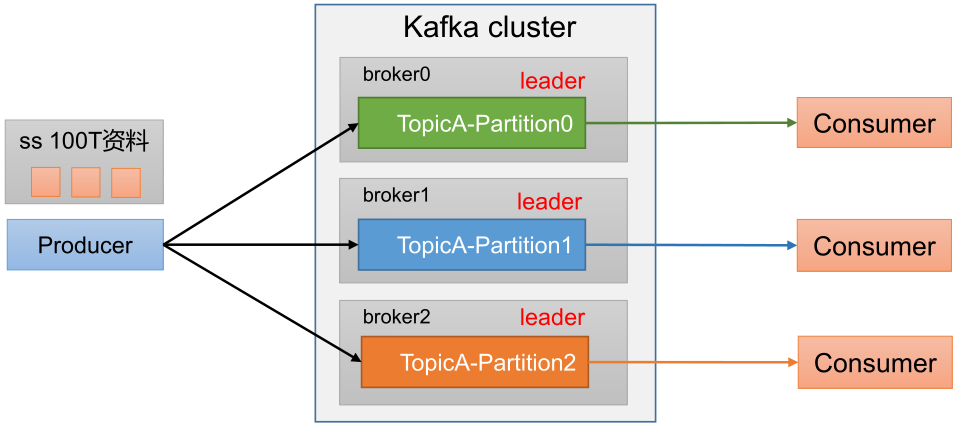 Kafka cluster
ss 100T资料
Producer
broker0
leader
TopicA-Partition0
Consumer
broker1
leader
TopicA-Partition1
Consumer
broker2
leader
TopicA-Partition2
Consumer